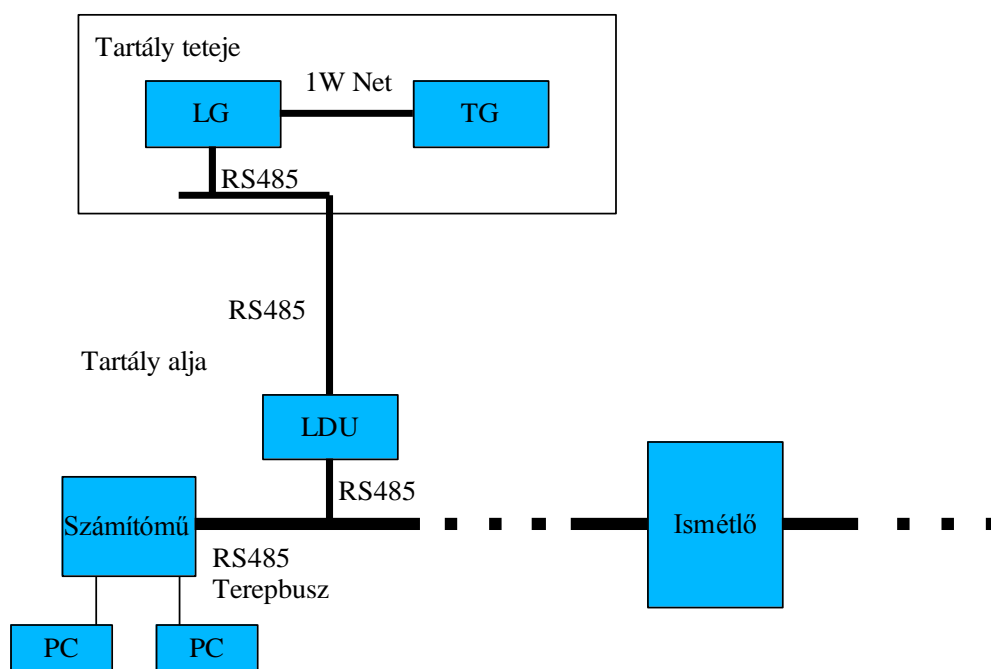 Tartály teteje
1W Net
LG
TG
RS485
RS485
Tartály alja
LDU
RS485
Számítómű
Ismétlő
RS485
Terepbusz
PC
PC